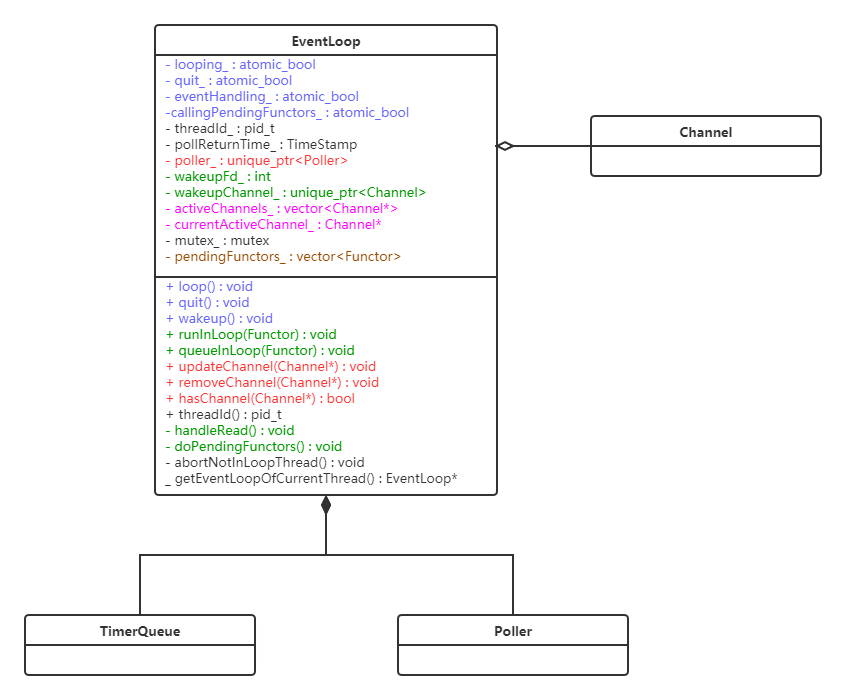 EventLoop
- looping_ : atomic_bool
- quit_ : atomic_bool
- eventHandling_ : atomic_bool
-callingPendingFunctors_ : atomic_bool
- threadId_ : pid_t
- pollReturnTime_ : TimeStamp
- poller_ : unique_ptr<Poller>
- wakeupFd_ : int
- wakeupChannel_ : unique_ptr<Channel>
- activeChannels_ : vector<Channel*>
- currentActiveChannel_ : Channel*
- mutex_ : mutex
- pendingFunctors_ : vector<Functor>
+ loop() : void
+ quit() : void
+ wakeup() : void
+ runInLoop(Functor) : void
+ queueInLoop(Functor) : void
+ updateChannel(Channel*) : void
+ removeChannel(Channel*) : void
+ hasChannel(Channel*) : bool
+ threadId() : pid_t
- handleRead() : void
- doPendingFunctors() : void
- abortNotInLoopThread() : void
_ getEventLoopOfCurrentThread() : EventLoop*
Channel
TimerQueue
Poller